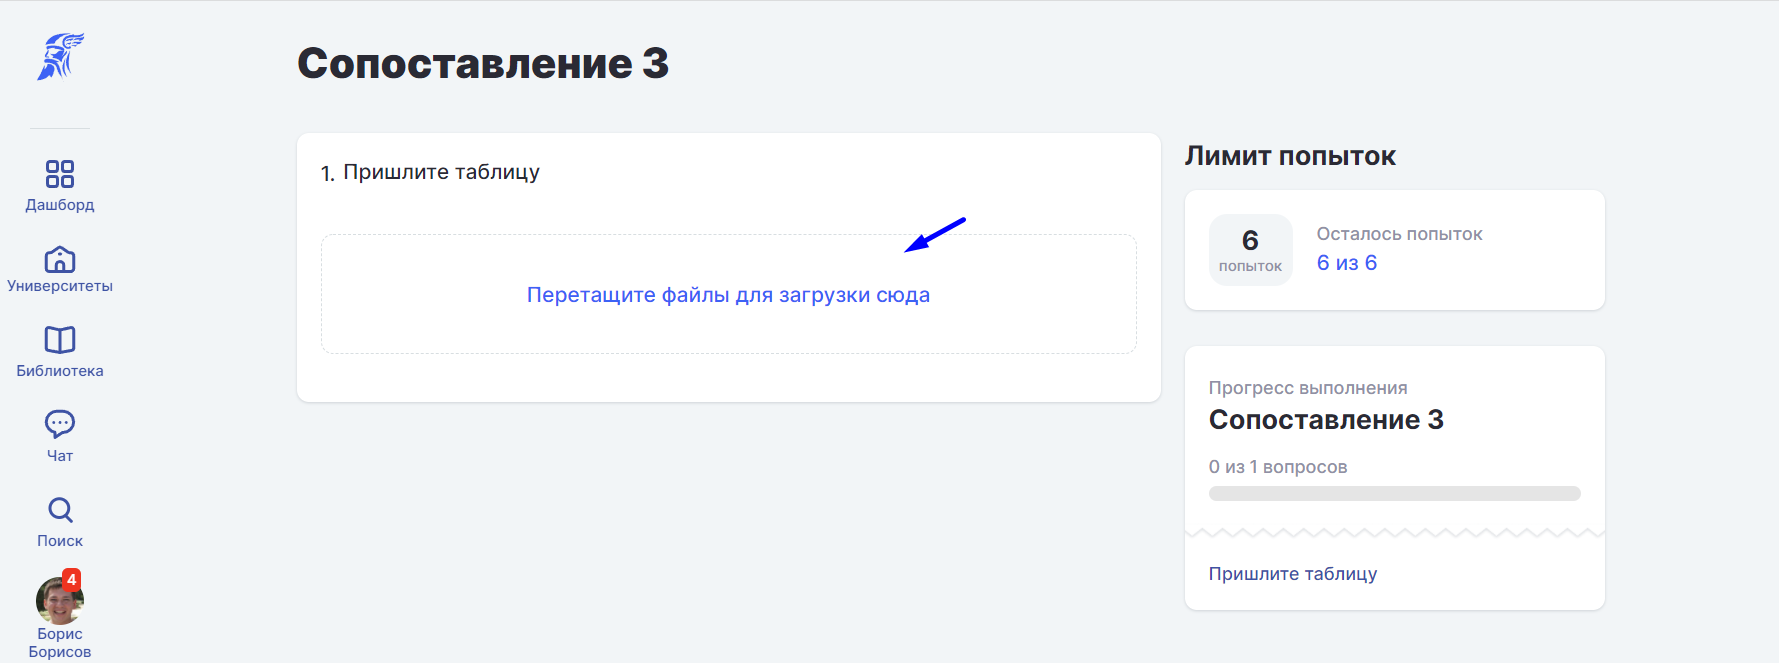 Сопоставление 3
1. Пришлите таблицу
Перетащите файлы для загрузки сюда
Лимит попыток
6
попыток
Осталось попыток
6 из 6
Прогресс выполнения
Сопоставление 3
0 из 1 вопросов
Пришлите таблицу
Дашборд
Университеты
Библиотека
Чат
Поиск
4
Борис
Борисов